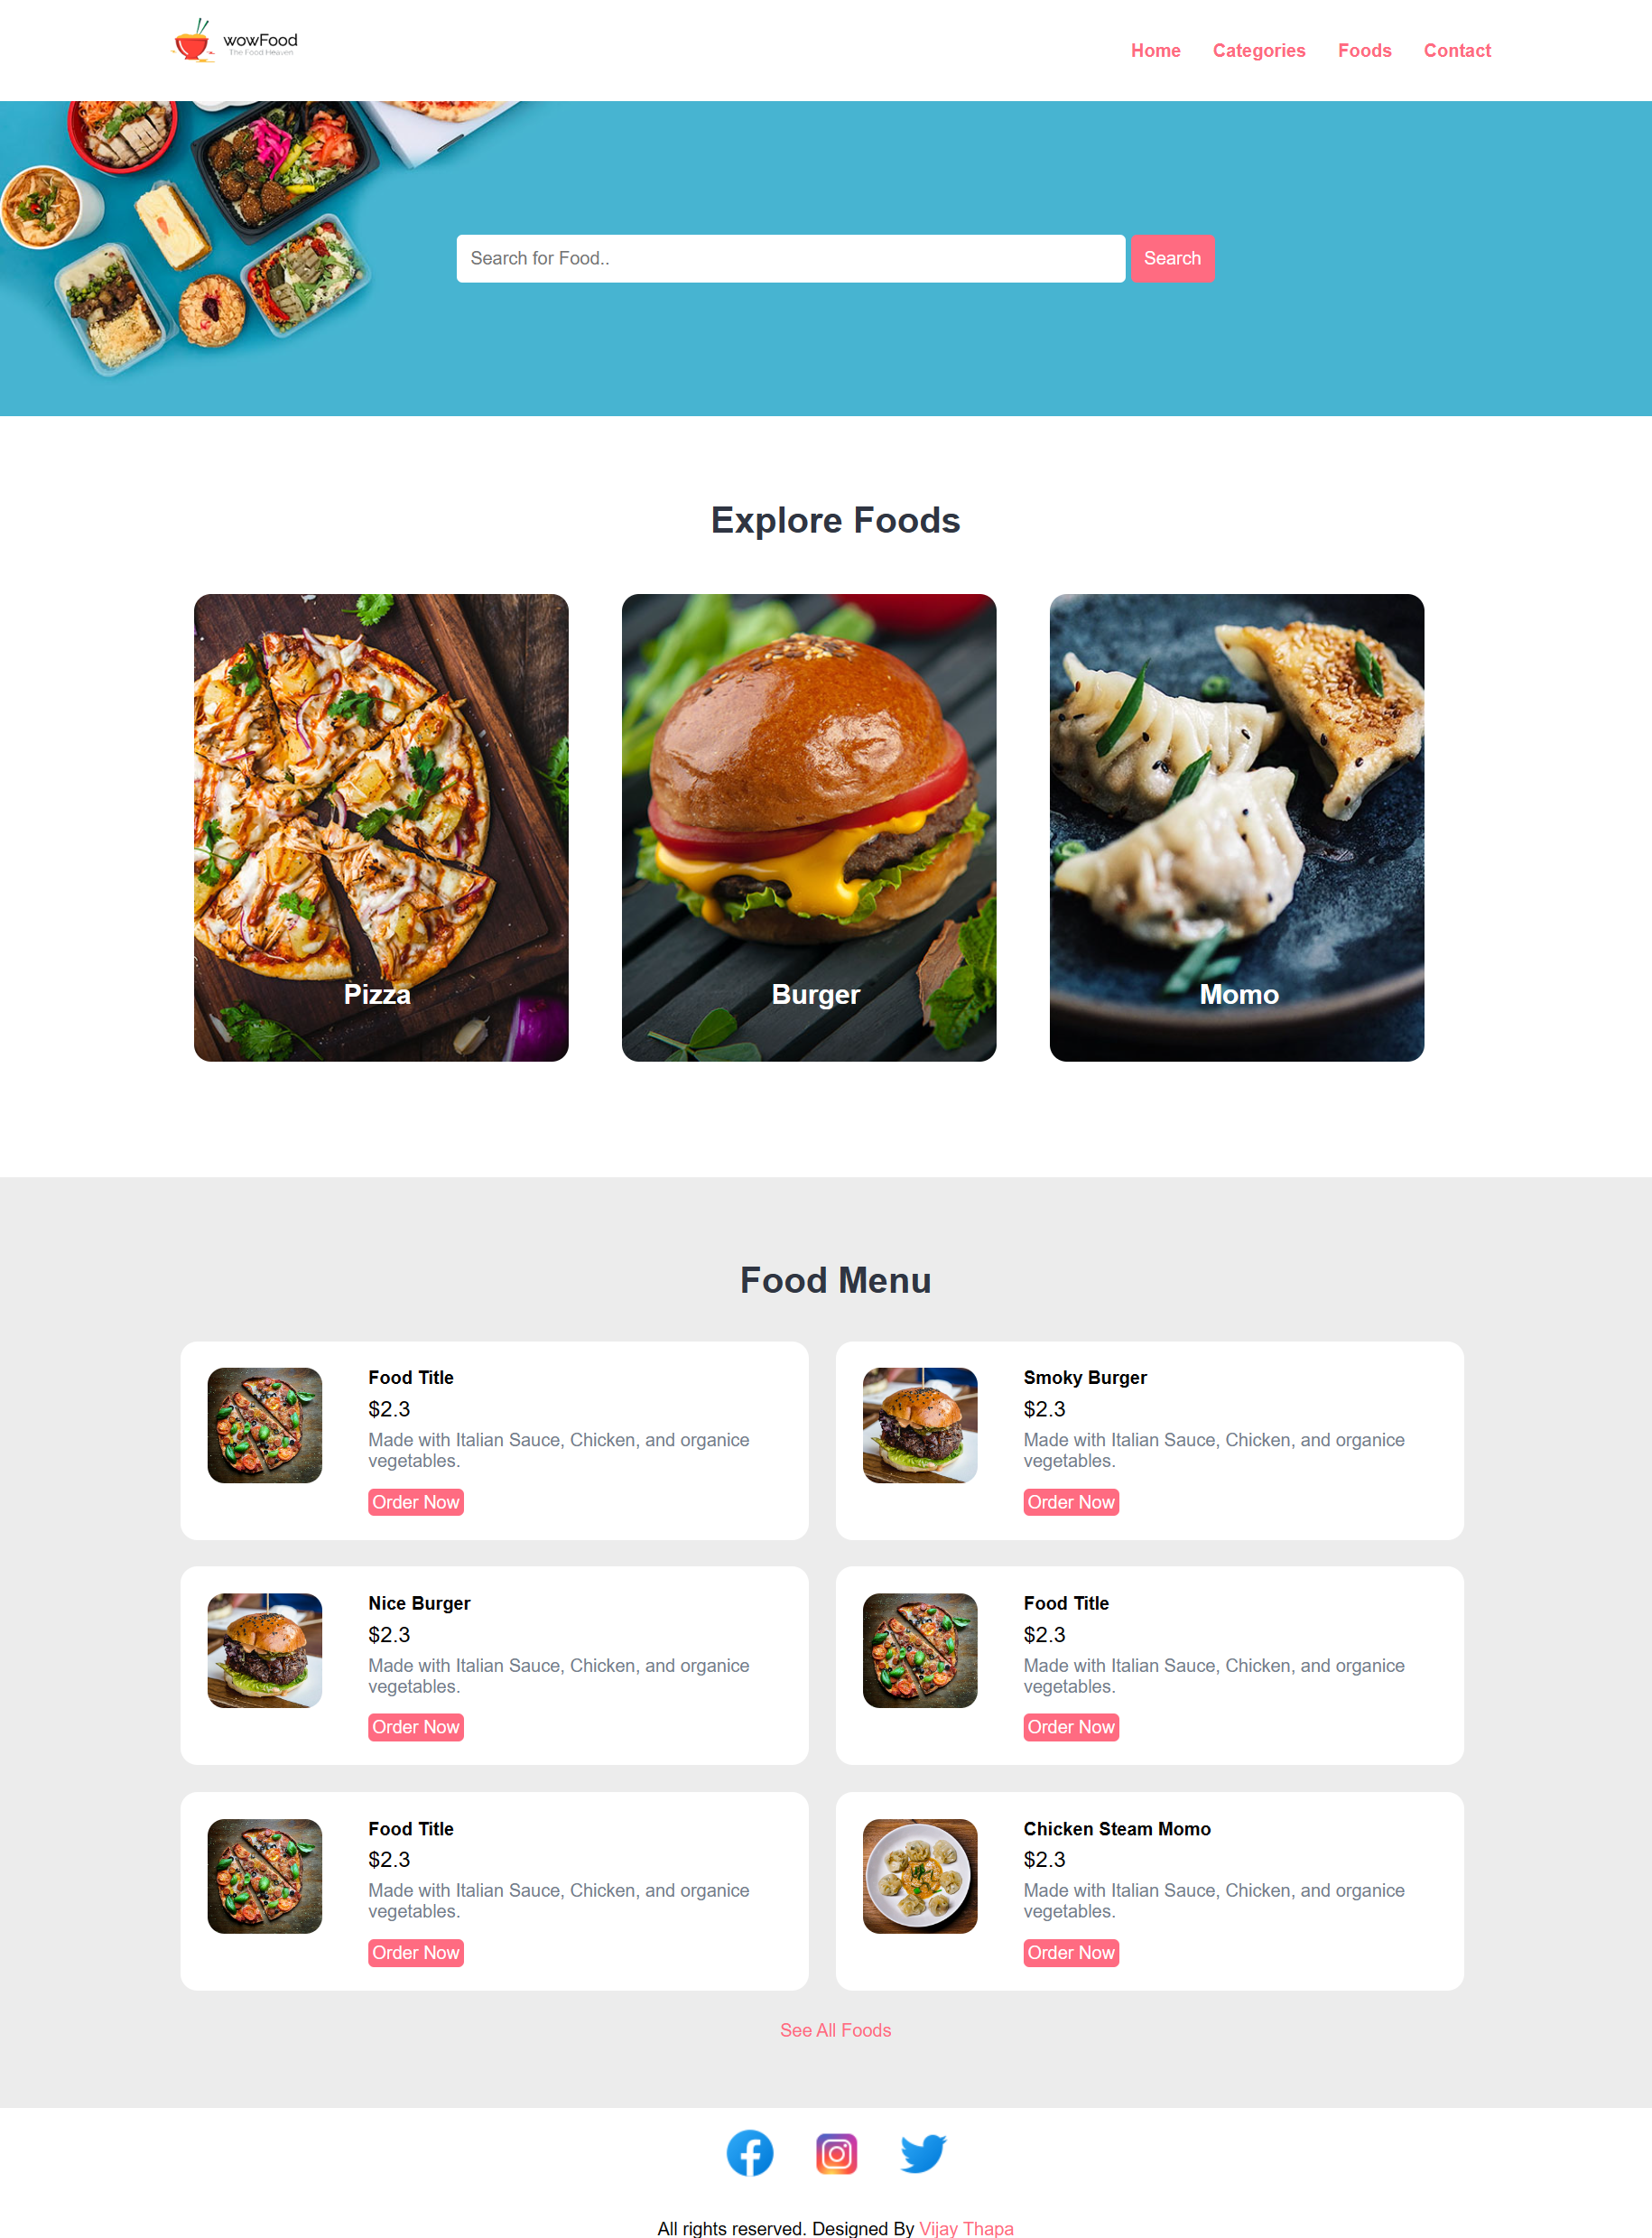 wowFood
The Food Heaven
Home Categories Foods Contact
Search for Food.. Search
Explore Foods
Pizza
Burger
Momo
Food Menu
Food Title
$2.3
Made with Italian Sauce, Chicken, and organice
vegetables.
Order Now
Smoky Burger
$2.3
Made with Italian Sauce, Chicken, and organice
vegetables.
Order Now
Nice Burger
$2.3
Made with Italian Sauce, Chicken, and organice
vegetables.
Order Now
Food Title
$2.3
Made with Italian Sauce, Chicken, and organice
vegetables.
Order Now
Food Title
$2.3
Made with Italian Sauce, Chicken, and organice
vegetables.
Order Now
Chicken Steam Momo
$2.3
Made with Italian Sauce, Chicken, and organice
vegetables.
Order Now
See All Foods
All rights reserved. Designed By Vijay Thapa